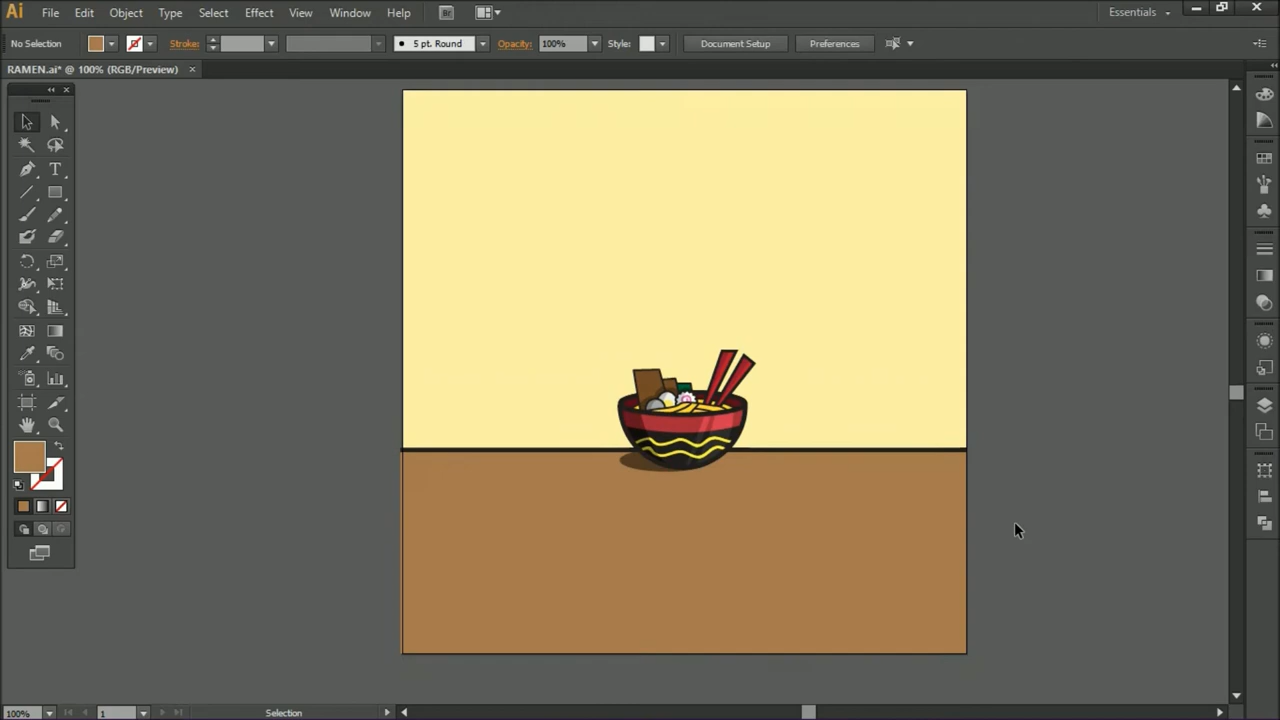 Ai File Edit Object Type Select Effect View Window Help Br Essentials
No Selection Stroke: 5 pt. Round Opacity: 100% Style: Document Setup Preferences
RAMEN.ai* @ 100% (RGB/Preview)
T
100% 1 Selection